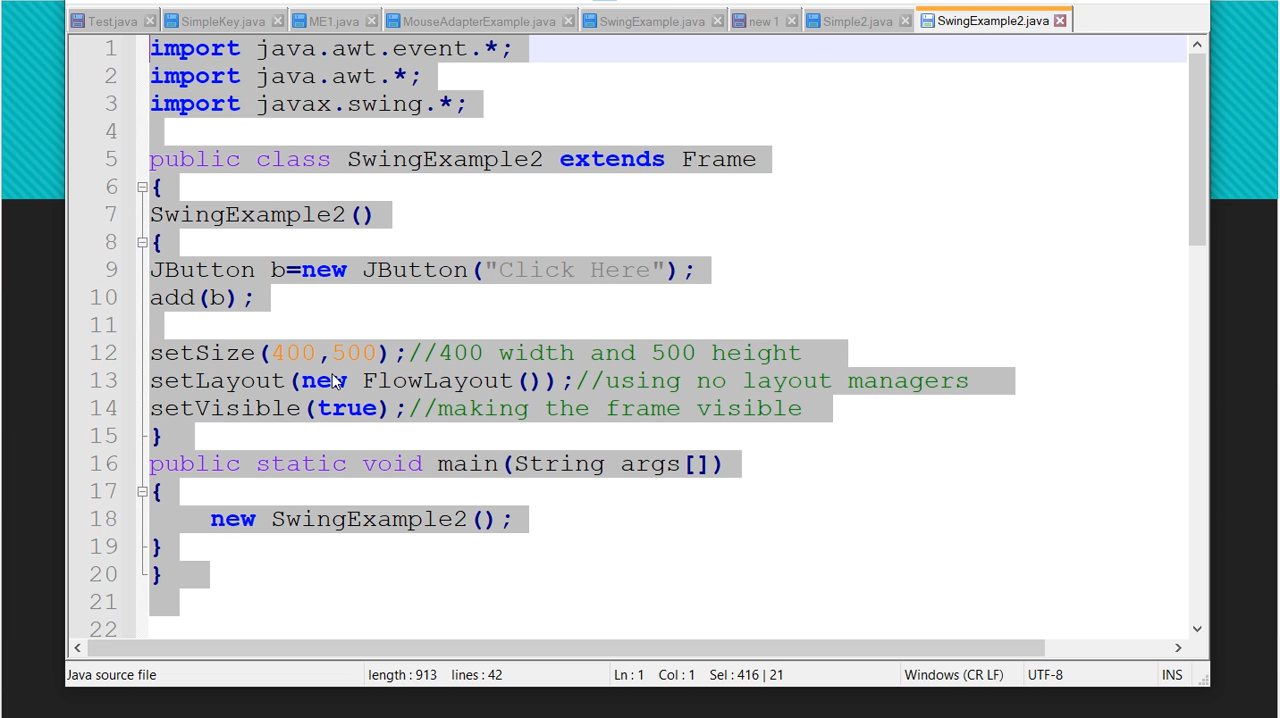 Test.java SimpleKey.java ME1.java MouseAdapterExample.java SwingExample.java new 1 Simple2.java SwingExample2.java
1 import java.awt.event.*;
2 import java.awt.*;
3 import javax.swing.*;
4
5 public class SwingExample2 extends Frame
6 {
7 SwingExample2()
8 {
9 JButton b=new JButton("Click Here");
10 add(b);
11
12 setSize(400,500);//400 width and 500 height
13 setLayout(new FlowLayout());//using no layout managers
14 setVisible(true);//making the frame visible
15 }
16 public static void main(String args[])
17 {
18 new SwingExample2();
19 }
20 }
21
22
Java source file length : 913 lines : 42 Ln : 1 Col : 1 Sel : 416 | 21 Windows (CR LF) UTF-8 INS